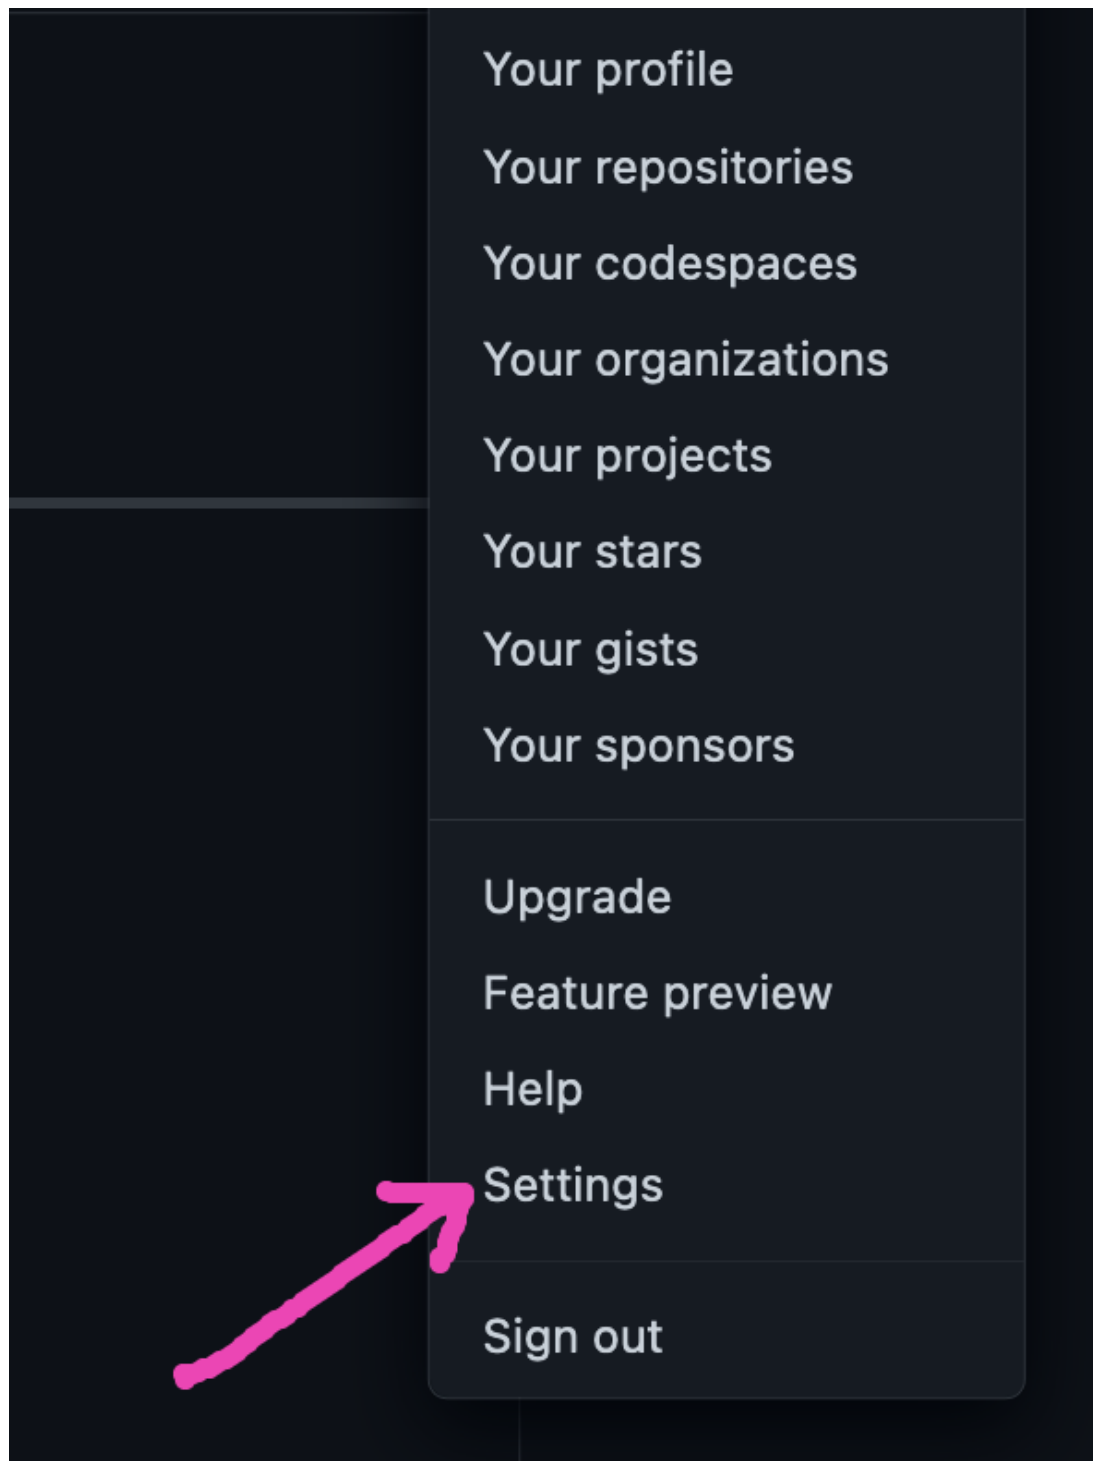 Your profile
Your repositories
Your codespaces
Your organizations
Your projects
Your stars
Your gists
Your sponsors
Upgrade
Feature preview
Help
Settings
Sign out